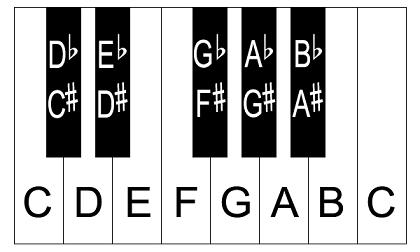 D♭ E♭ G♭ A♭ B♭
C♯ D♯ F♯ G♯ A♯
C D E F G A B C